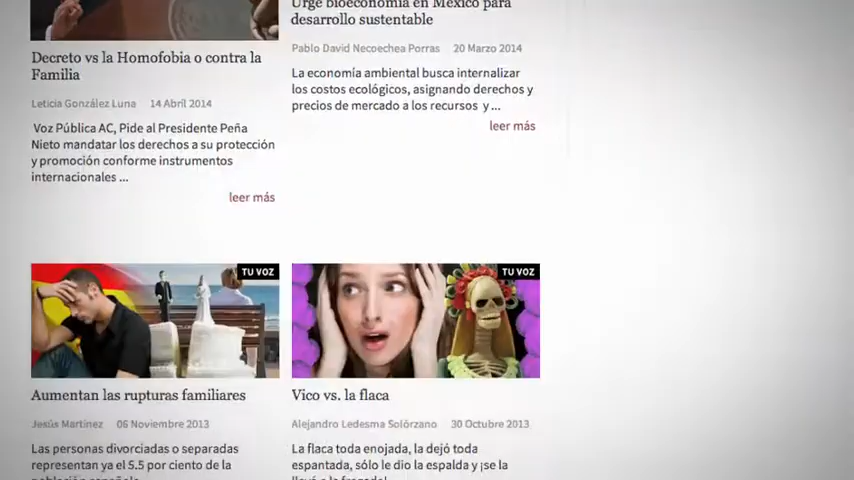 Decreto vs la Homofobia o contra la
Familia
Leticia González Luna 14 Abril 2014
Voz Pública AC, Pide al Presidente Peña
Nieto mandatar los derechos a su protección
y promoción conforme instrumentos
internacionales ...
leer más
Urge bioeconomía en México para
desarrollo sustentable
Pablo David Necoechea Porras 20 Marzo 2014
La economía ambiental busca internalizar
los costos ecológicos, asignando derechos y
precios de mercado a los recursos y ...
leer más
TU VOZ
Aumentan las rupturas familiares
Jesús Martínez 06 Noviembre 2013
Las personas divorciadas o separadas
representan ya el 5.5 por ciento de la
población española
TU VOZ
Vico vs. la flaca
Alejandro Ledesma Solórzano 30 Octubre 2013
La flaca toda enojada, la dejó toda
espantada, sólo le dio la espalda y ¡se la
llevó a la fregada!